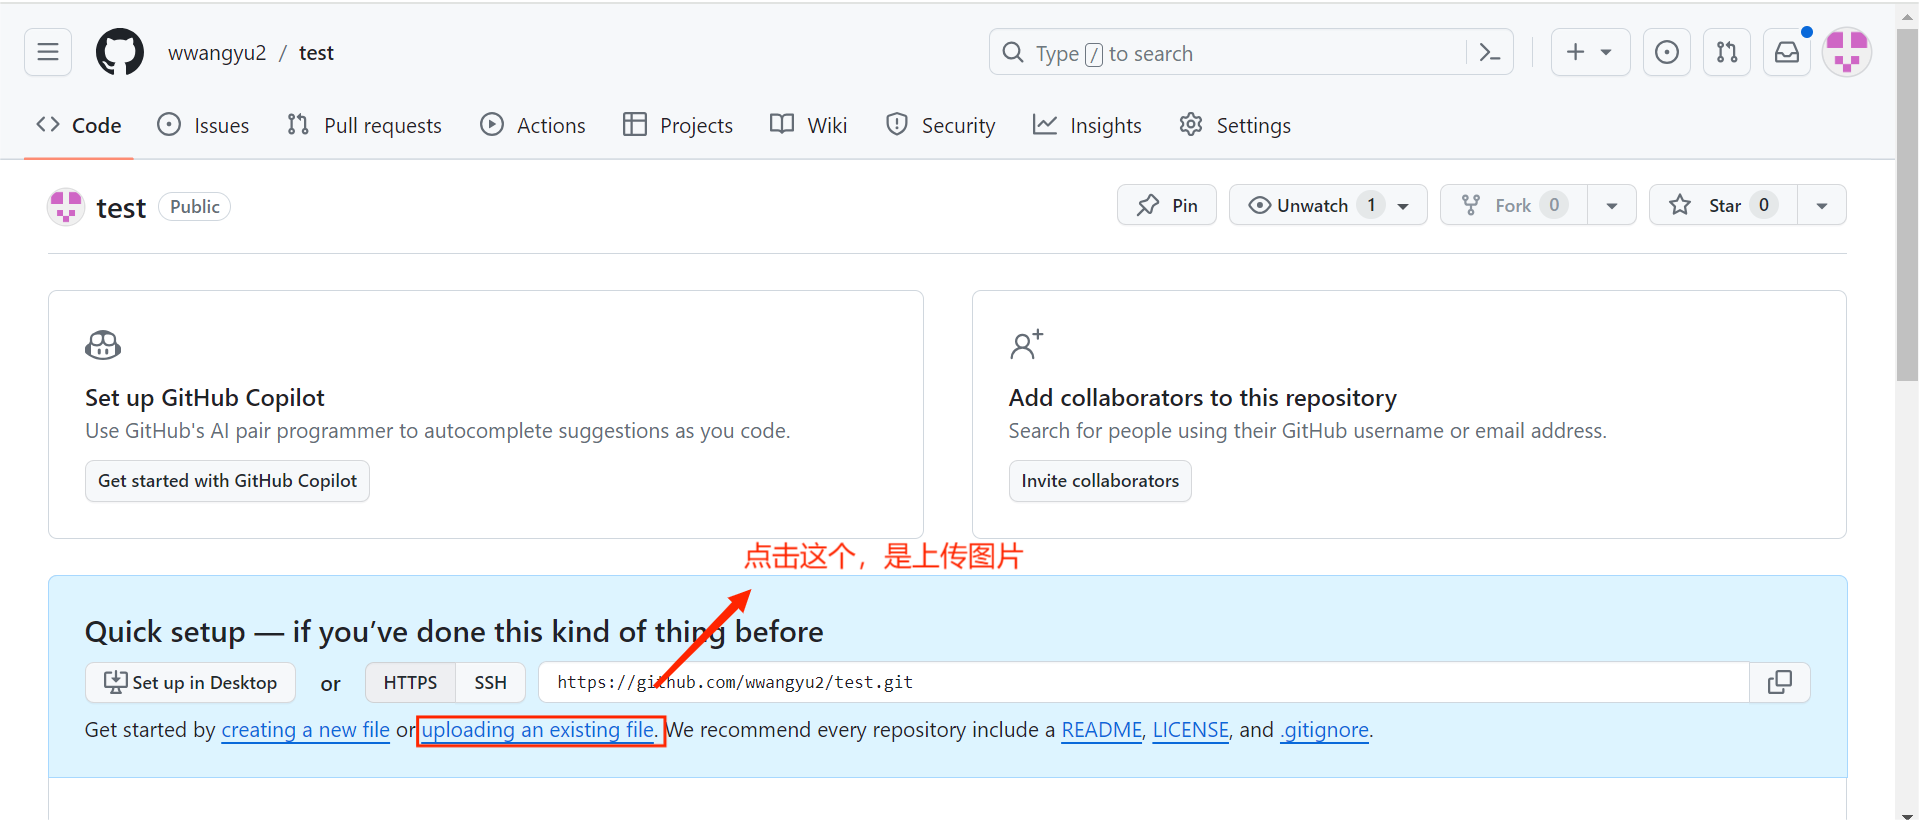 wwangyu2 / test
Type / to search
Code Issues Pull requests Actions Projects Wiki Security Insights Settings
test Public
Pin Unwatch 1 Fork 0 Star 0
Set up GitHub Copilot
Use GitHub's AI pair programmer to autocomplete suggestions as you code.
Get started with GitHub Copilot
Add collaborators to this repository
Search for people using their GitHub username or email address.
Invite collaborators
点击这个，是上传图片
Quick setup — if you’ve done this kind of thing before
Set up in Desktop or HTTPS SSH https://github.com/wwangyu2/test.git
Get started by creating a new file or uploading an existing file. We recommend every repository include a README, LICENSE, and .gitignore.